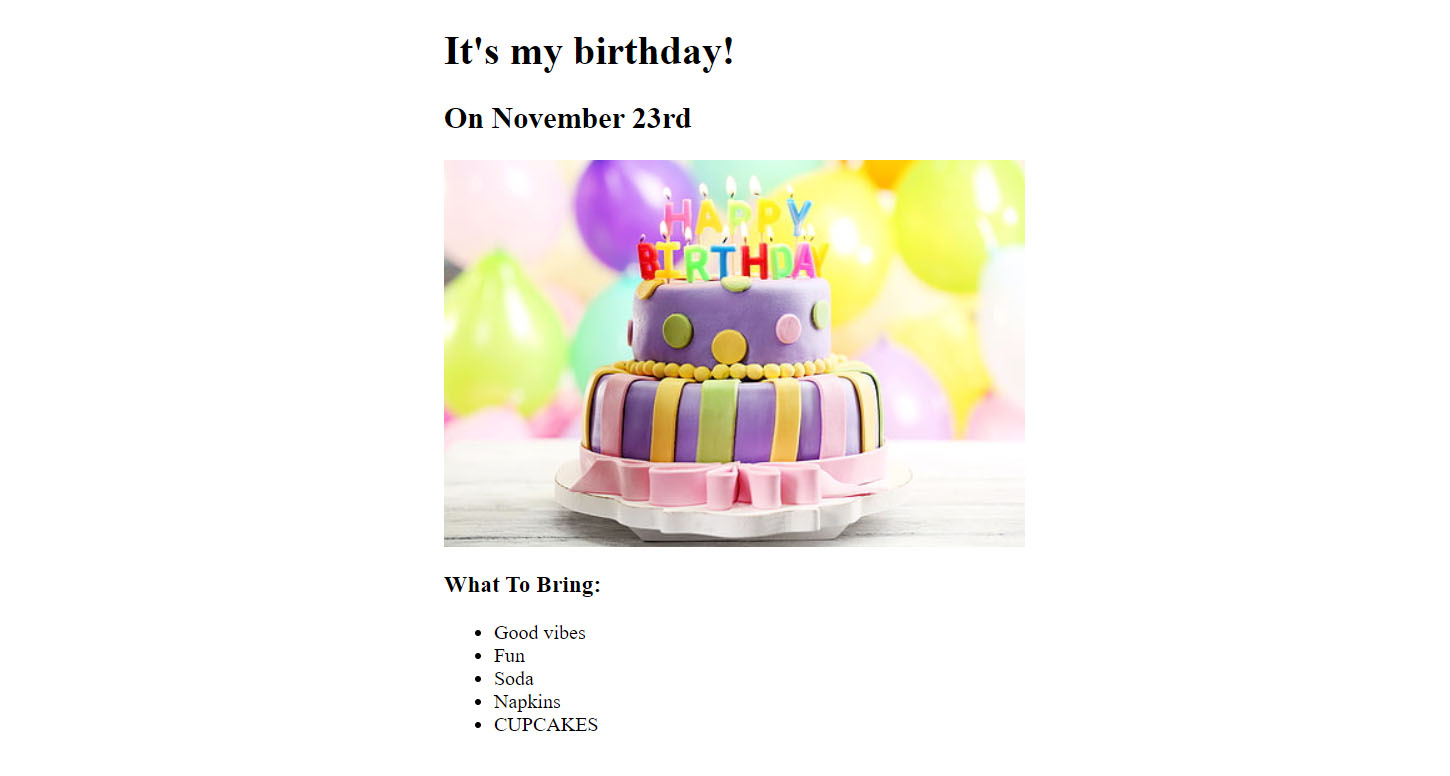 It's my birthday!
On November 23rd
HAPPY
BIRTHDAY
What To Bring:
Good vibes
Fun
Soda
Napkins
CUPCAKES